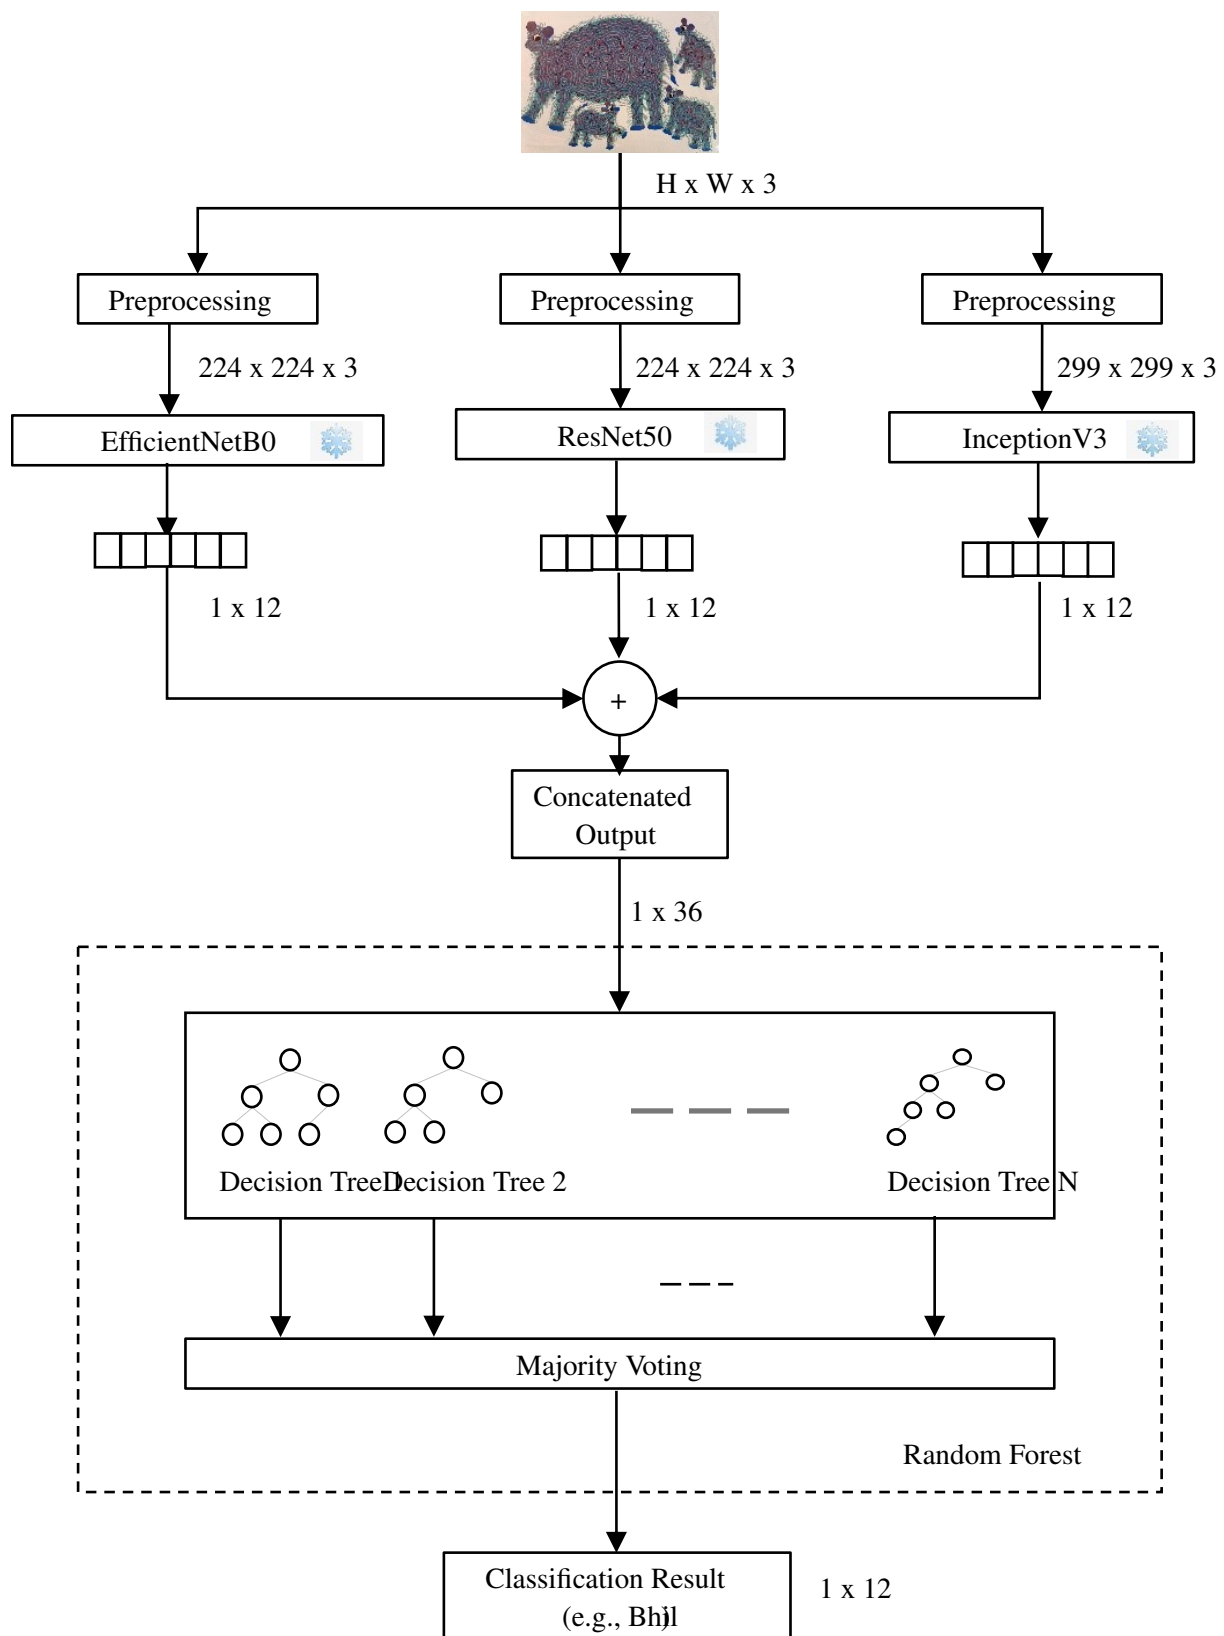 H x W x 3
Preprocessing
Preprocessing
Preprocessing
224 x 224 x 3
224 x 224 x 3
299 x 299 x 3
EfficientNetB0
ResNet50
InceptionV3
1 x 12
1 x 12
1 x 12
+
Concatenated
Output
1 x 36
Decision Tree 1
Decision Tree 2
Decision Tree N
Majority Voting
Random Forest
Classification Result
(e.g., Bhil)
1 x 12